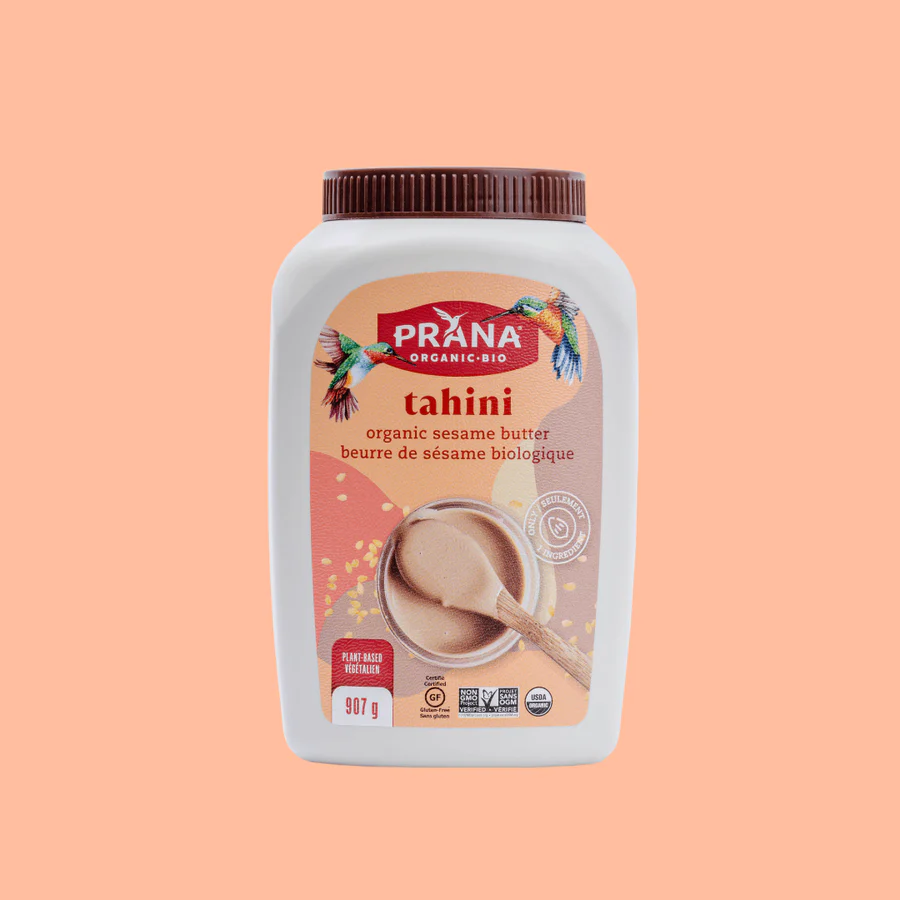 PRANA
ORGANIC·BIO
tahini
organic sesame butter
beurre de sésame biologique
ONLY / SEULEMENT
INGREDIENT
PLANT-BASED
VÉGÉTALIEN
907 g
Certifié
Certified
GF
Gluten-Free
Sans gluten
NON
GMO
Project
PROJET
SANS
OGM
VERIFIED • VÉRIFIÉ
USDA
ORGANIC